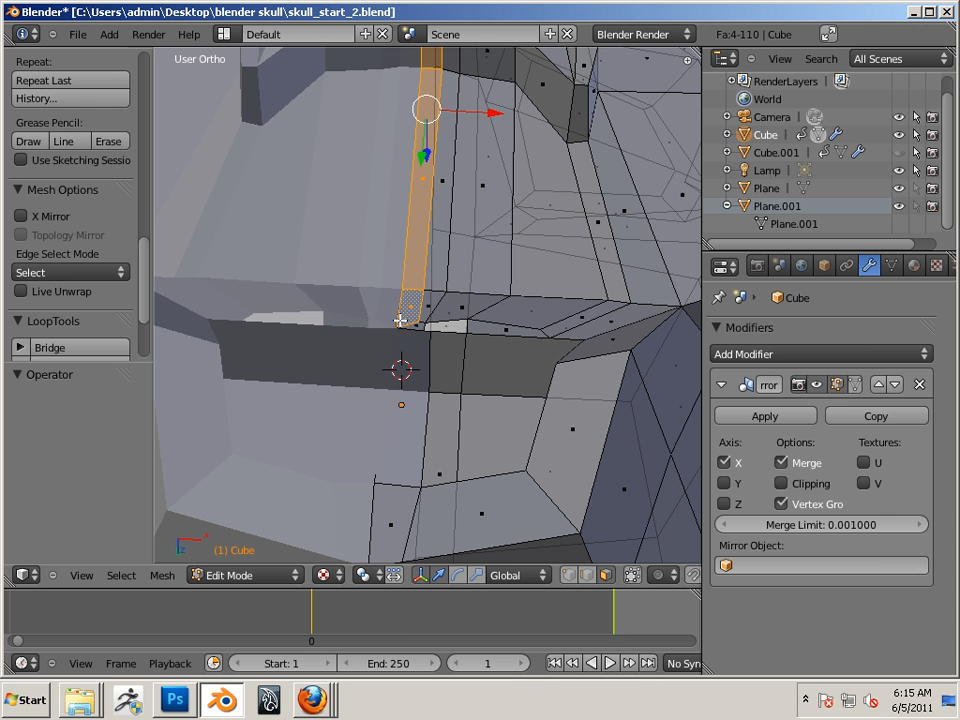 Blender* [C:\Users\admin\Desktop\blender skull\skull_start_2.blend]
File Add Render Help Default Scene Blender Render Fa:4-110 | Cube
Repeat:
Repeat Last
History...
Grease Pencil:
Draw Line Erase
Use Sketching Sessio
Mesh Options
X Mirror
Topology Mirror
Edge Select Mode
Select
Live Unwrap
LoopTools
Bridge
Operator
User Ortho
(1) Cube
View Select Mesh Edit Mode Global
0
View Frame Playback Start: 1 End: 250 1 No Syn
View Search All Scenes
RenderLayers
World
Camera
Cube
Cube.001
Lamp
Plane
Plane.001
Plane.001
Cube
Modifiers
Add Modifier
rror
Apply Copy
Axis: Options: Textures:
X Merge U
Y Clipping V
Z Vertex Gro
Merge Limit: 0.001000
Mirror Object:
Start Ps 6:15 AM
6/5/2011